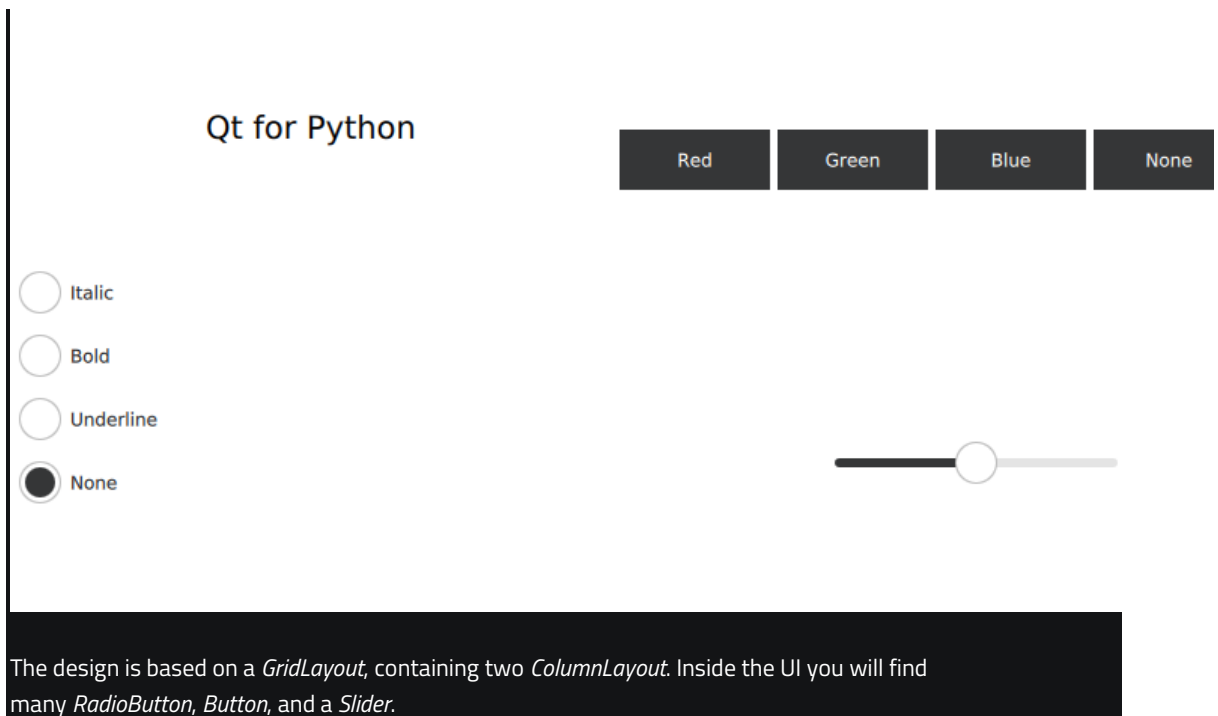 Qt for Python
Red Green Blue None
Italic
Bold
Underline
None
The design is based on a GridLayout, containing two ColumnLayout. Inside the UI you will find
many RadioButton, Button, and a Slider.